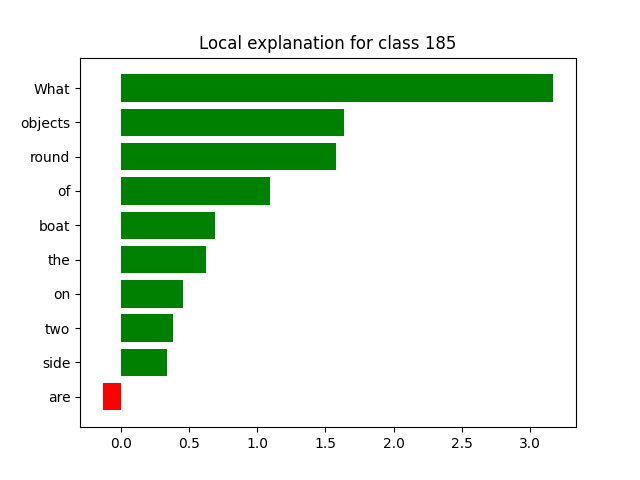 Local explanation for class 185
What
objects
round
of
boat
the
on
two
side
are
0.0 0.5 1.0 1.5 2.0 2.5 3.0